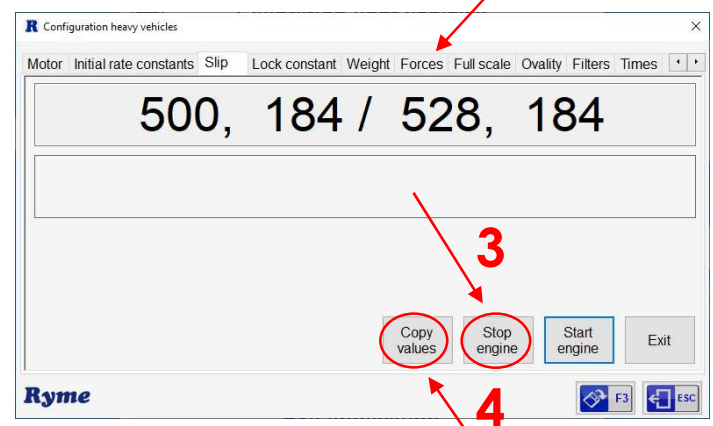 R Configuration heavy vehicles
Motor Initial rate constants Slip Lock constant Weight Forces Full scale Ovality Filters Times
500, 184 / 528, 184
3
Copy values
Stop engine
Start engine
Exit
Ryme
4
F3
ESC